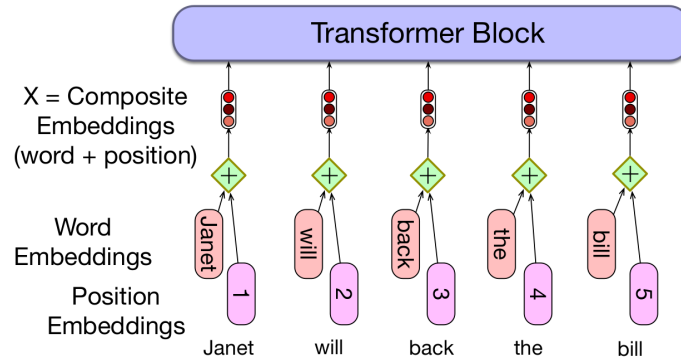 Transformer Block
X = Composite
Embeddings
(word + position)
+ + + + +
Word
Embeddings
Janet will back the bill
Position
Embeddings
1 2 3 4 5
Janet will back the bill